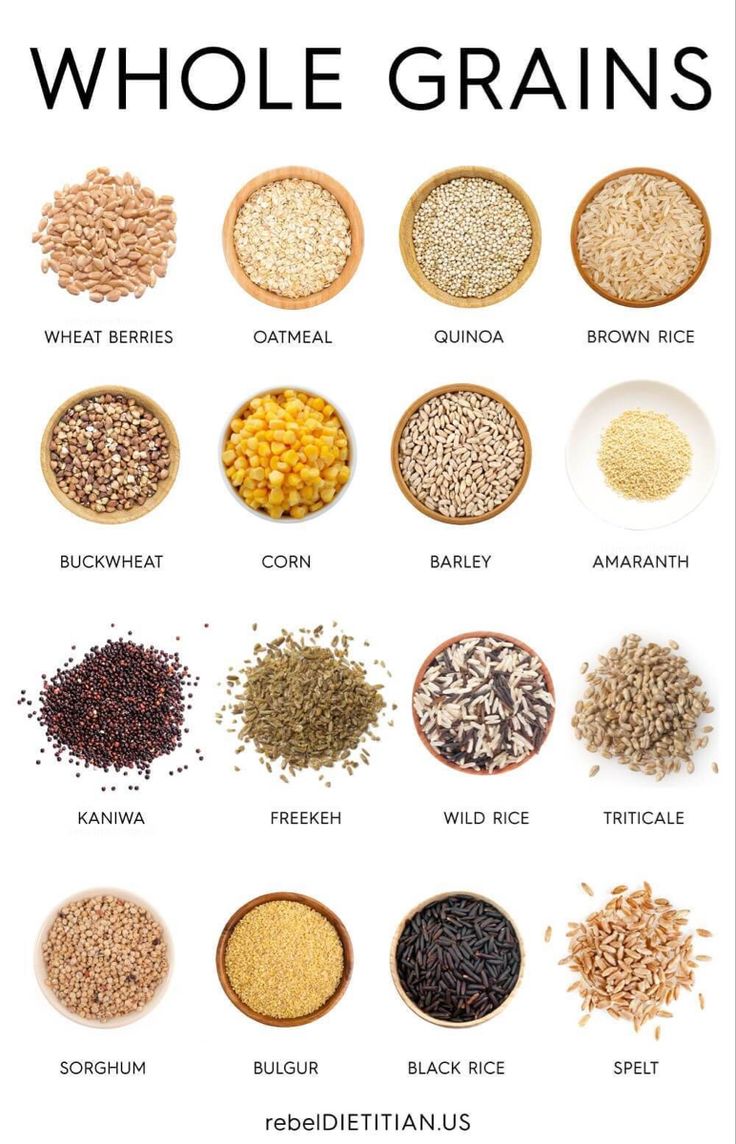 WHOLE GRAINS
WHEAT BERRIES
OATMEAL
QUINOA
BROWN RICE
BUCKWHEAT
CORN
BARLEY
AMARANTH
KANIWA
FREEKEH
WILD RICE
TRITICALE
SORGHUM
BULGUR
BLACK RICE
SPELT
rebelDIETITIAN.US